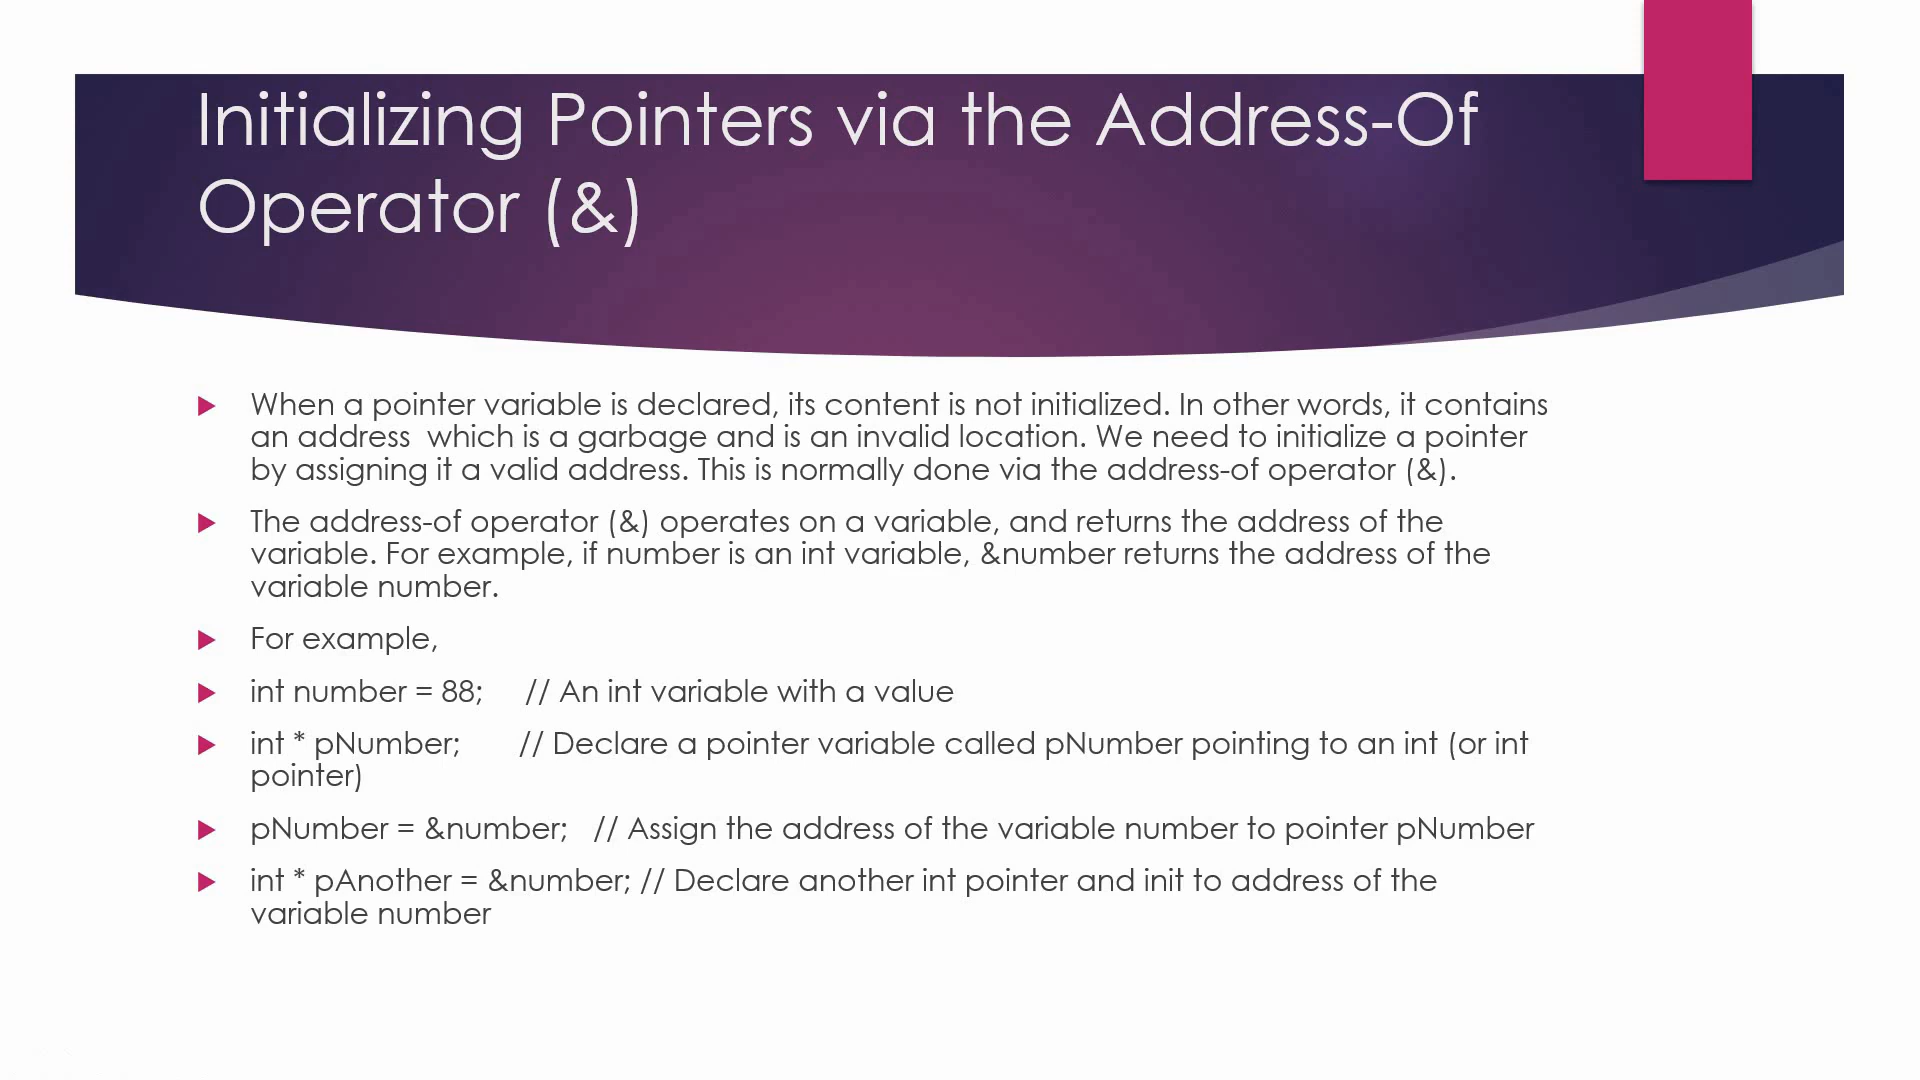 Initializing Pointers via the Address-Of
Operator (&)
When a pointer variable is declared, its content is not initialized. In other words, it contains
an address  which is a garbage and is an invalid location. We need to initialize a pointer
by assigning it a valid address. This is normally done via the address-of operator (&).
The address-of operator (&) operates on a variable, and returns the address of the
variable. For example, if number is an int variable, &number returns the address of the
variable number.
For example,
int number = 88;     // An int variable with a value
int * pNumber;       // Declare a pointer variable called pNumber pointing to an int (or int
pointer)
pNumber = &number;   // Assign the address of the variable number to pointer pNumber
int * pAnother = &number; // Declare another int pointer and init to address of the
variable number